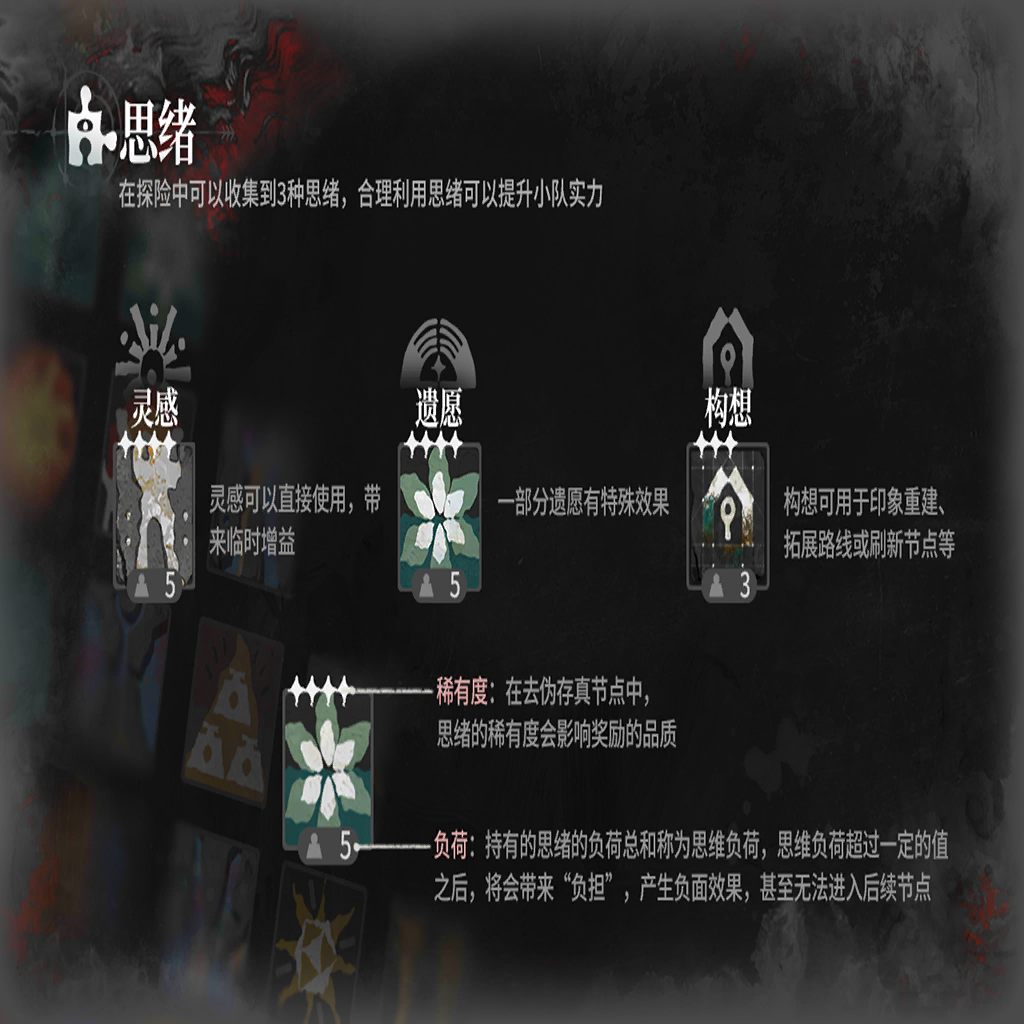 思绪
在探险中可以收集到3种思绪，合理利用思绪可以提升小队实力
灵感
灵感可以直接使用，带
来临时增益
5
遗愿
一部分遗愿有特殊效果
5
构想
构想可用于印象重建、
拓展路线或刷新节点等
3
稀有度：在去伪存真节点中，
思绪的稀有度会影响奖励的品质
5
负荷：持有的思绪的负荷总和称为思维负荷，思维负荷超过一定的值
之后，将会带来“负担”，产生负面效果，甚至无法进入后续节点